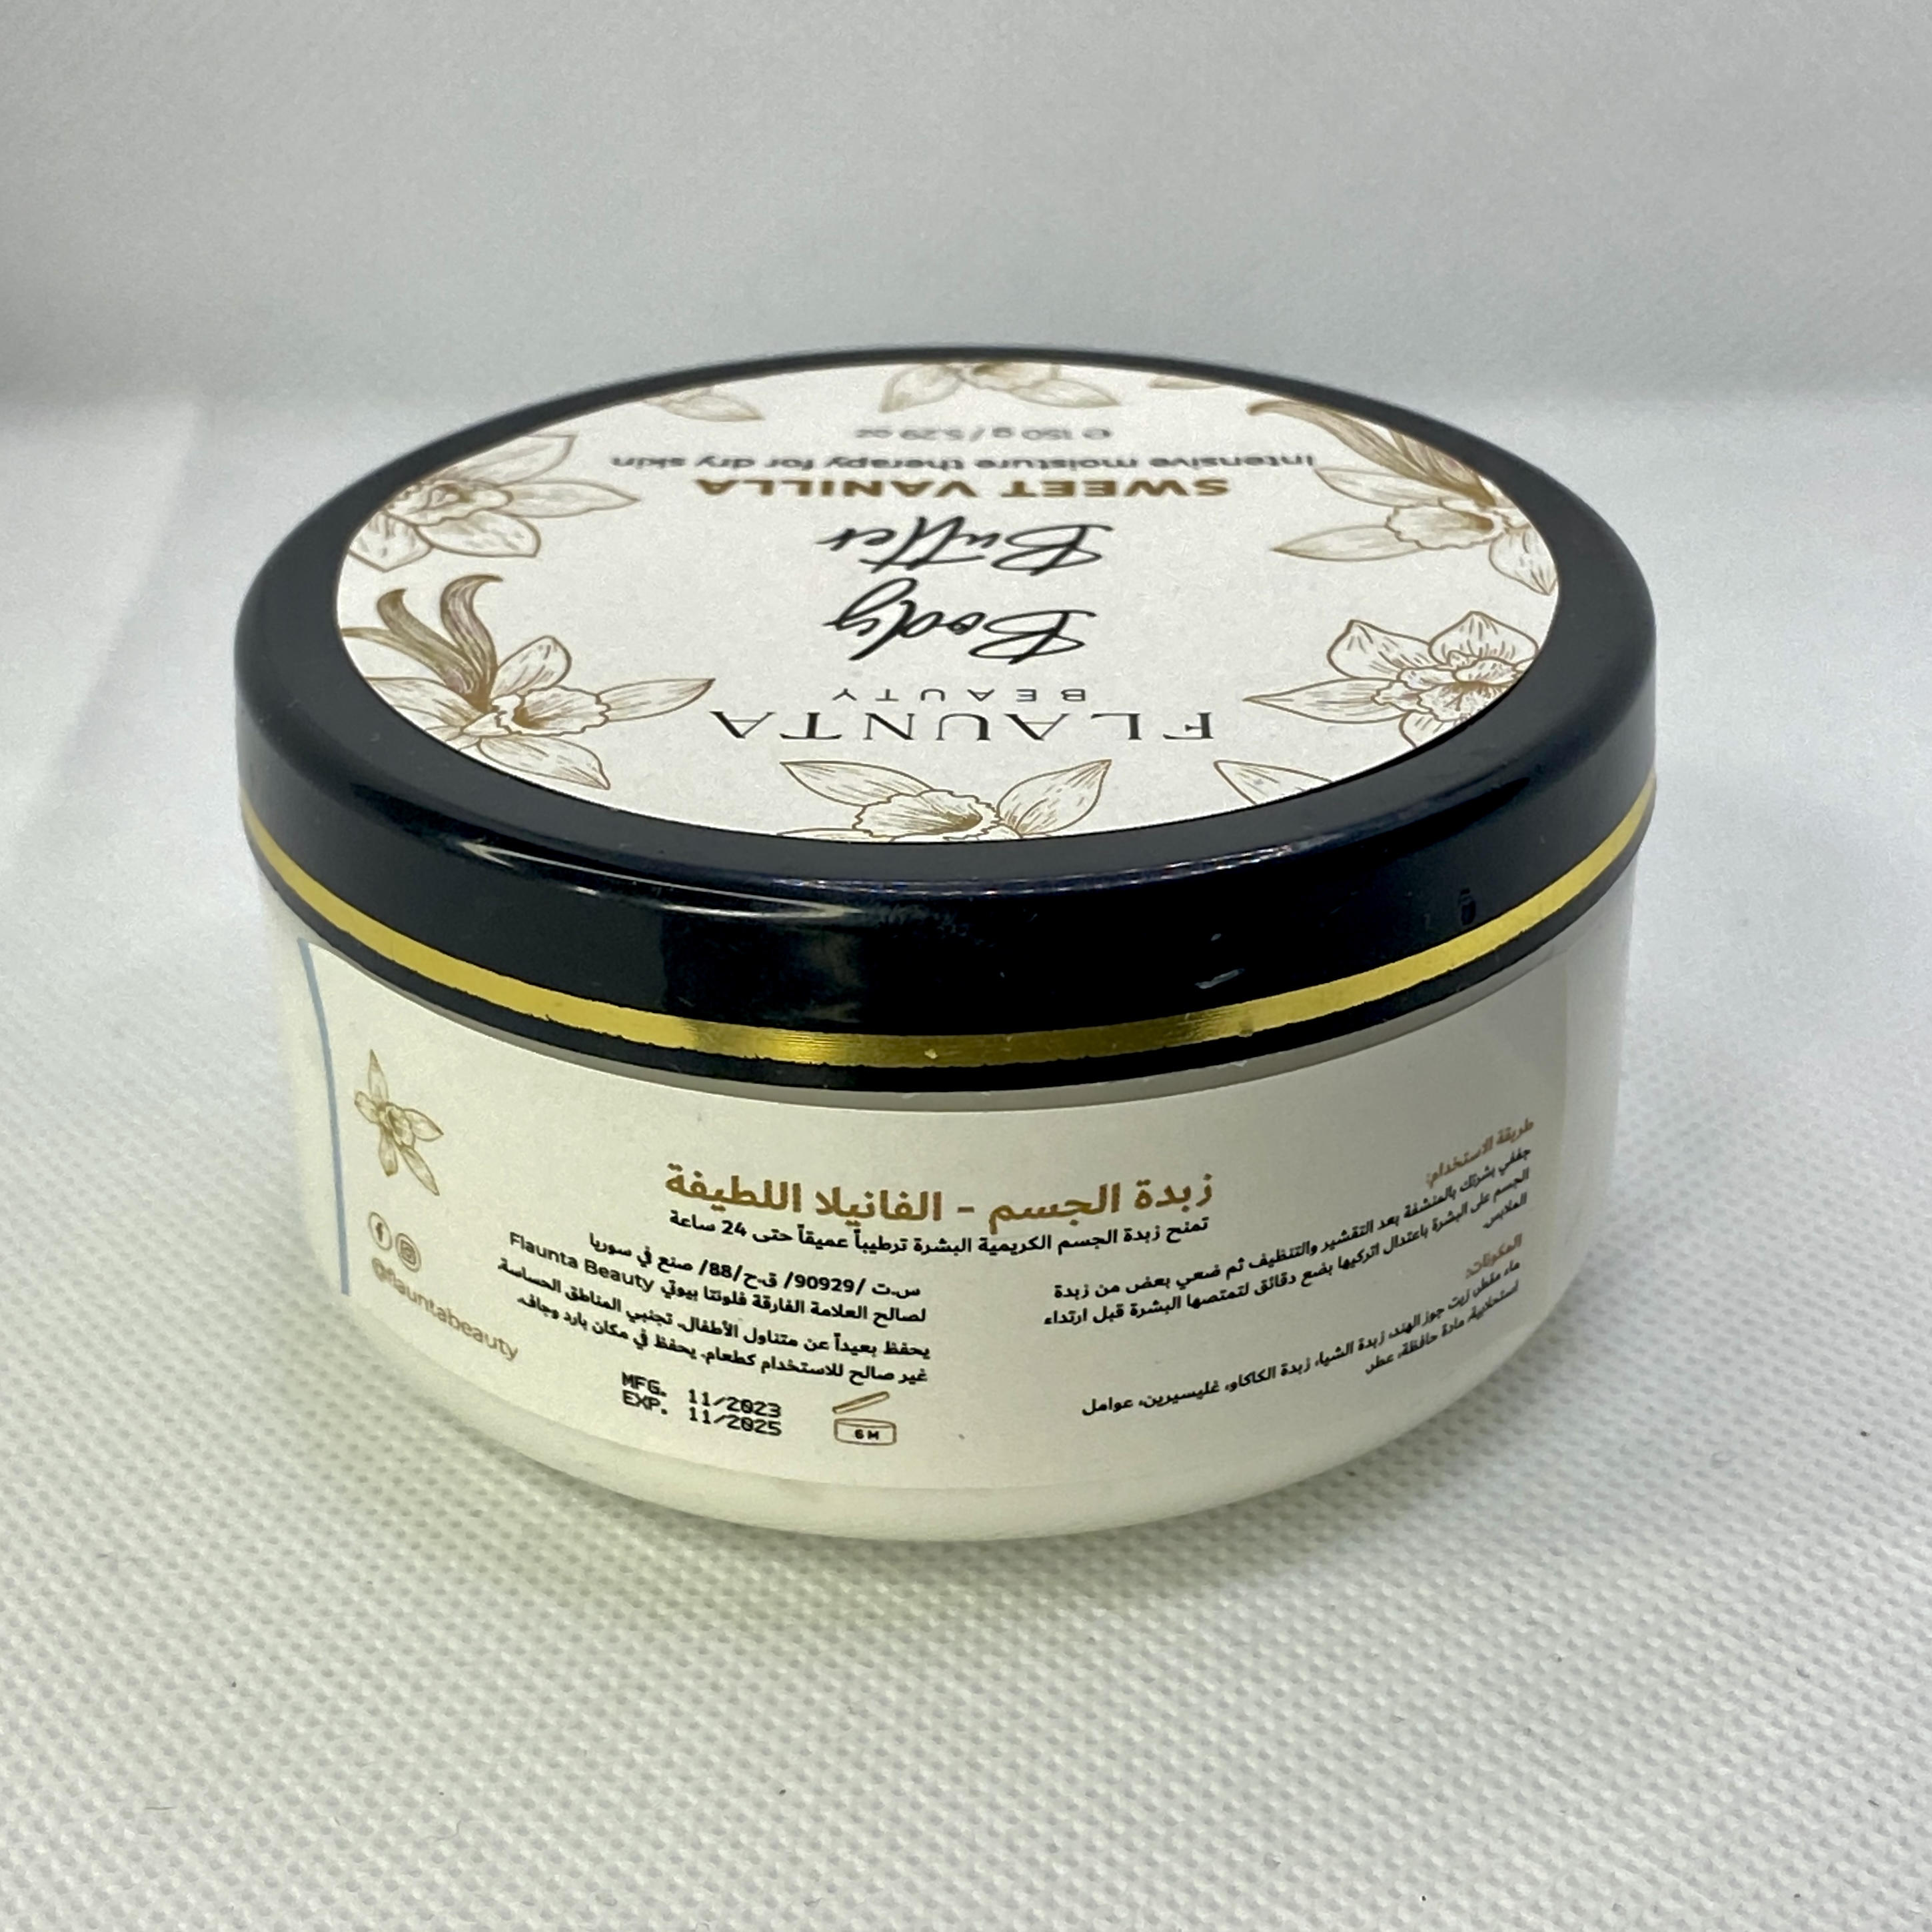 FLAUNTA
BEAUTY
Body
Butter
SWEET VANILLA
Intensive moisture therapy for dry skin
℮ 150 g / 5.29 oz
زبدة الجسم - الفانيلا اللطيفة
تمنح زبدة الجسم الكريمية البشرة ترطيباً عميقاً حتى 24 ساعة
طريقة الاستخدام:
جففي بشرتك بالمنشفة بعد التقشير والتنظيف ثم ضعي بعض من زبدة
الجسم على البشرة باعتدال اتركيها بضع دقائق لتمتصها البشرة قبل ارتداء
الملابس.
المكونات:
ماء مقطر، زيت جوز الهند، زبدة الشيا، زبدة الكاكاو، غليسيرين، عوامل
استحلابية، مادة حافظة، عطر
س.ت /90929/ ق.ح/88/ صنع في سوريا
لصالح العلامة الفارقة فلونتا بيوتي Flaunta Beauty
يحفظ بعيداً عن متناول الأطفال. تجنبي المناطق الحساسة.
غير صالح للاستخدام كطعام. يحفظ في مكان بارد وجاف.
MFG. 11/2023
EXP. 11/2025
6 M
@flauntabeauty